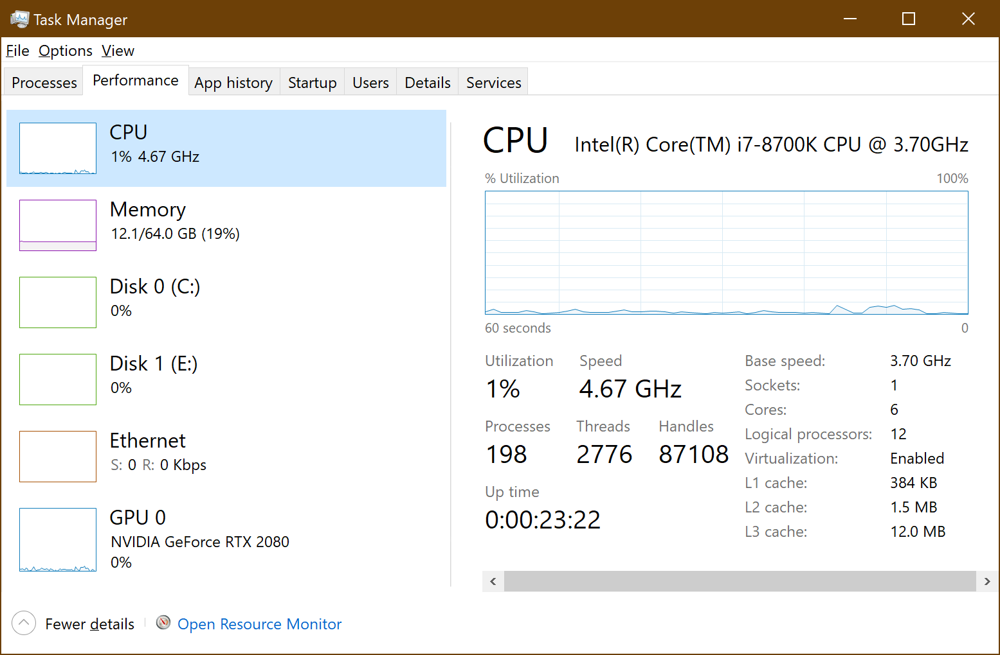 Task Manager
File Options View
Processes Performance App history Startup Users Details Services
CPU
1% 4.67 GHz
Memory
12.1/64.0 GB (19%)
Disk 0 (C:)
0%
Disk 1 (E:)
0%
Ethernet
S: 0 R: 0 Kbps
GPU 0
NVIDIA GeForce RTX 2080
0%
CPU Intel(R) Core(TM) i7-8700K CPU @ 3.70GHz
% Utilization 100%
60 seconds 0
Utilization Speed
1% 4.67 GHz
Processes Threads Handles
198 2776 87108
Up time
0:00:23:22
Base speed: 3.70 GHz
Sockets: 1
Cores: 6
Logical processors: 12
Virtualization: Enabled
L1 cache: 384 KB
L2 cache: 1.5 MB
L3 cache: 12.0 MB
Fewer details Open Resource Monitor